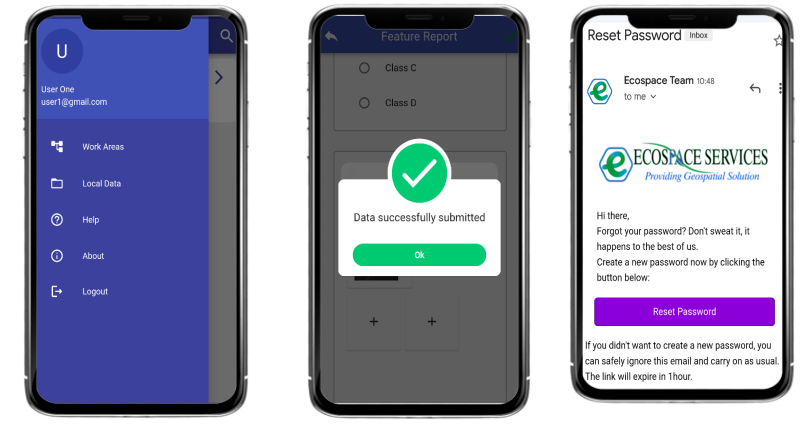 U
User One
user1@gmail.com
Work Areas
Local Data
Help
About
Logout
Feature Report
Class C
Class D
Data successfully submitted
Ok
Reset Password Inbox
Ecospace Team 10:48
to me
e
ECOSPACE SERVICES
Providing Geospatial Solution
Hi there,
Forgot your password? Don't sweat it, it
happens to the best of us.
Create a new password now by clicking the
button below:
Reset Password
If you didn't want to create a new password, you
can safely ignore this email and carry on as usual.
The link will expire in 1hour.